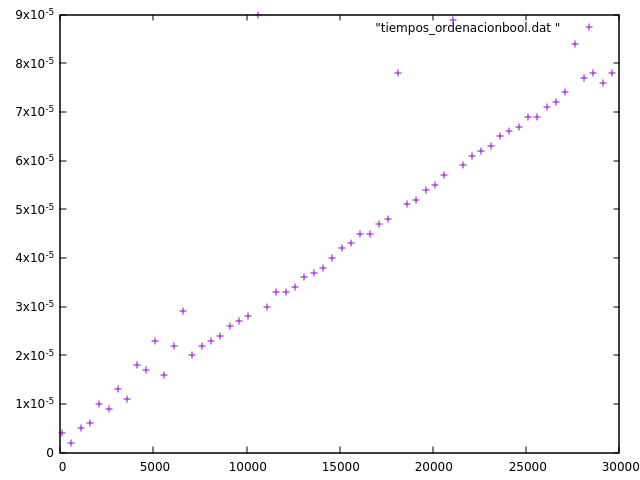 9x10⁻⁵
"tiempos_ordenacionbool.dat "
8x10⁻⁵
7x10⁻⁵
6x10⁻⁵
5x10⁻⁵
4x10⁻⁵
3x10⁻⁵
2x10⁻⁵
1x10⁻⁵
0
0 5000 10000 15000 20000 25000 30000